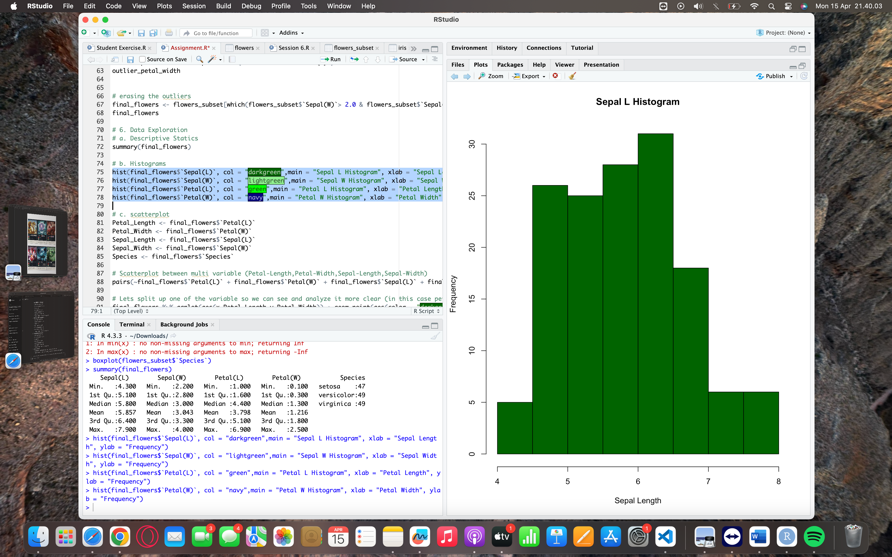 RStudio File Edit Code View Plots Session Build Debug Profile Tools Window Help Mon 15 Apr 21.40.03
RStudio
Go to file/function Addins Project: (None)
Student Exercise.R Assignment.R* flowers Session 6.R flowers_subset iris
Source on Save Run Source
63 outlier_petal_width
64
65
66 # erasing the outliers
67 final_flowers <- flowers_subset[which(flowers_subset$`Sepal(W)`> 2.0 & flowers_subset$`Sepal
68 final_flowers
69
70 # 6. Data Exploration
71 # a. Descriptive Statics
72 summary(final_flowers)
73
74 # b. Histograms
75 hist(final_flowers$`Sepal(L)`, col = "darkgreen",main = "Sepal L Histogram", xlab = "Sepal L
76 hist(final_flowers$`Sepal(W)`, col = "lightgreen",main = "Sepal W Histogram", xlab = "Sepal
77 hist(final_flowers$`Petal(L)`, col = "green",main = "Petal L Histogram", xlab = "Petal Length
78 hist(final_flowers$`Petal(W)`, col = "navy",main = "Petal W Histogram", xlab = "Petal Width"
79
80 # c. scatterplot
81 Petal_Length <- final_flowers$`Petal(L)`
82 Petal_Width <- final_flowers$`Petal(W)`
83 Sepal_Length <- final_flowers$`Sepal(L)`
84 Sepal_Width <- final_flowers$`Sepal(W)`
85 Species <- final_flowers$`Species`
86
87 # Scatterplot between multi variable (Petal-Length,Petal-Width,Sepal-Length,Sepal-Width)
88 pairs(~final_flowers$`Petal(L)` + final_flowers$`Petal(W)` + final_flowers$`Sepal(L)` + fina
89
90 # Lets split up one of the variable so we can see and analyze it more clear (in this case pe
79:1 (Top Level) R Script
Console Terminal Background Jobs
R 4.3.3 · ~/Downloads/
1: In min(x) : no non-missing arguments to min; returning Inf
2: In max(x) : no non-missing arguments to max; returning -Inf
> boxplot(flowers_subset$`Species`)
> summary(final_flowers)
Sepal(L) Sepal(W) Petal(L) Petal(W) Species
Min. :4.300 Min. :2.200 Min. :1.000 Min. :0.100 setosa :47
1st Qu.:5.100 1st Qu.:2.800 1st Qu.:1.600 1st Qu.:0.300 versicolor:49
Median :5.800 Median :3.000 Median :4.400 Median :1.300 virginica :49
Mean :5.857 Mean :3.043 Mean :3.798 Mean :1.216
3rd Qu.:6.400 3rd Qu.:3.300 3rd Qu.:5.100 3rd Qu.:1.800
Max. :7.900 Max. :4.000 Max. :6.900 Max. :2.500
> hist(final_flowers$`Sepal(L)`, col = "darkgreen",main = "Sepal L Histogram", xlab = "Sepal Lengt
h", ylab = "Frequency")
> hist(final_flowers$`Sepal(W)`, col = "lightgreen",main = "Sepal W Histogram", xlab = "Sepal Widt
h", ylab = "Frequency")
> hist(final_flowers$`Petal(L)`, col = "green",main = "Petal L Histogram", xlab = "Petal Length", y
lab = "Frequency")
> hist(final_flowers$`Petal(W)`, col = "navy",main = "Petal W Histogram", xlab = "Petal Width", yla
b = "Frequency")
>
Environment History Connections Tutorial
Files Plots Packages Help Viewer Presentation
Zoom Export Publish
Sepal L Histogram
30
25
20
15
10
5
0
Frequency
4 5 6 7 8
Sepal Length
APR
15